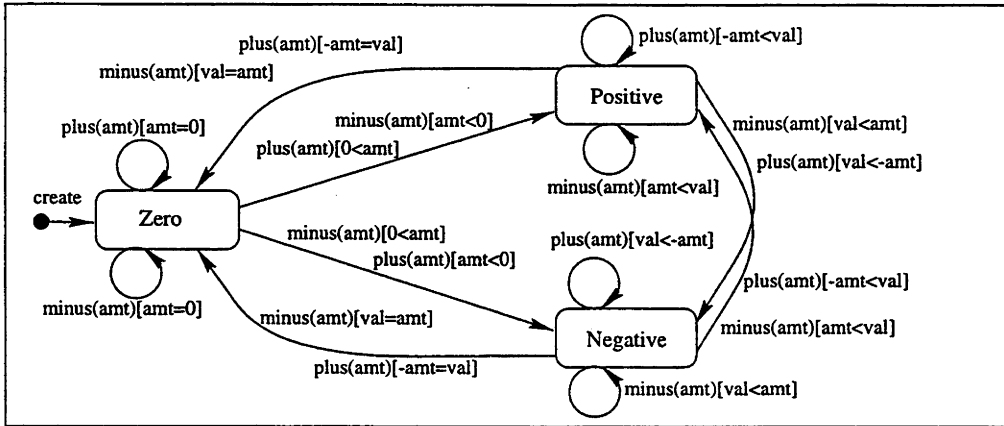 plus(amt)[-amt=val]
minus(amt)[val=amt]
plus(amt)[-amt<val]
Positive
plus(amt)[amt=0]
minus(amt)[amt<0]
plus(amt)[0<amt]
minus(amt)[val<amt]
plus(amt)[val<-amt]
minus(amt)[amt<val]
create
Zero
minus(amt)[0<amt]
plus(amt)[amt<0]
plus(amt)[val<-amt]
plus(amt)[-amt<val]
minus(amt)[amt=0]
minus(amt)[val=amt]
minus(amt)[amt<val]
Negative
plus(amt)[-amt=val]
minus(amt)[val<amt]